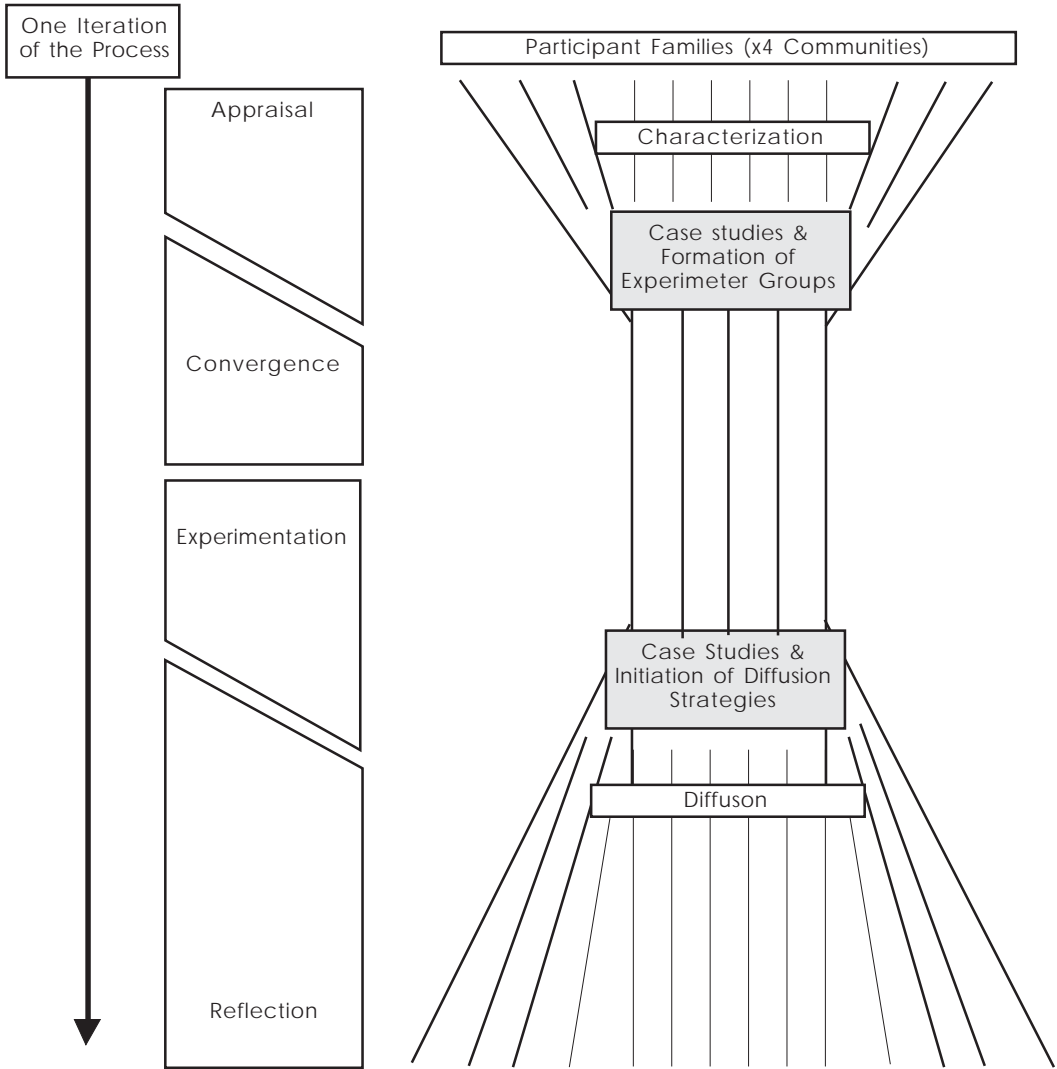 One Iteration
of the Process
Participant Families (x4 Communities)
Appraisal
Characterization
Case studies &
Formation of
Experimeter Groups
Convergence
Experimentation
Case Studies &
Initiation of Diffusion
Strategies
Diffuson
Reflection